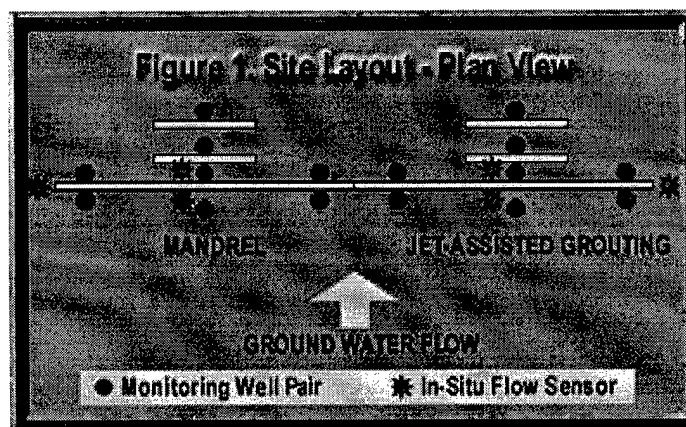 Figure 1. Site Layout - Plan View
MANDREL
JET ASSISTED GROUTING
GROUND WATER FLOW
Monitoring Well Pair
In-Situ Flow Sensor